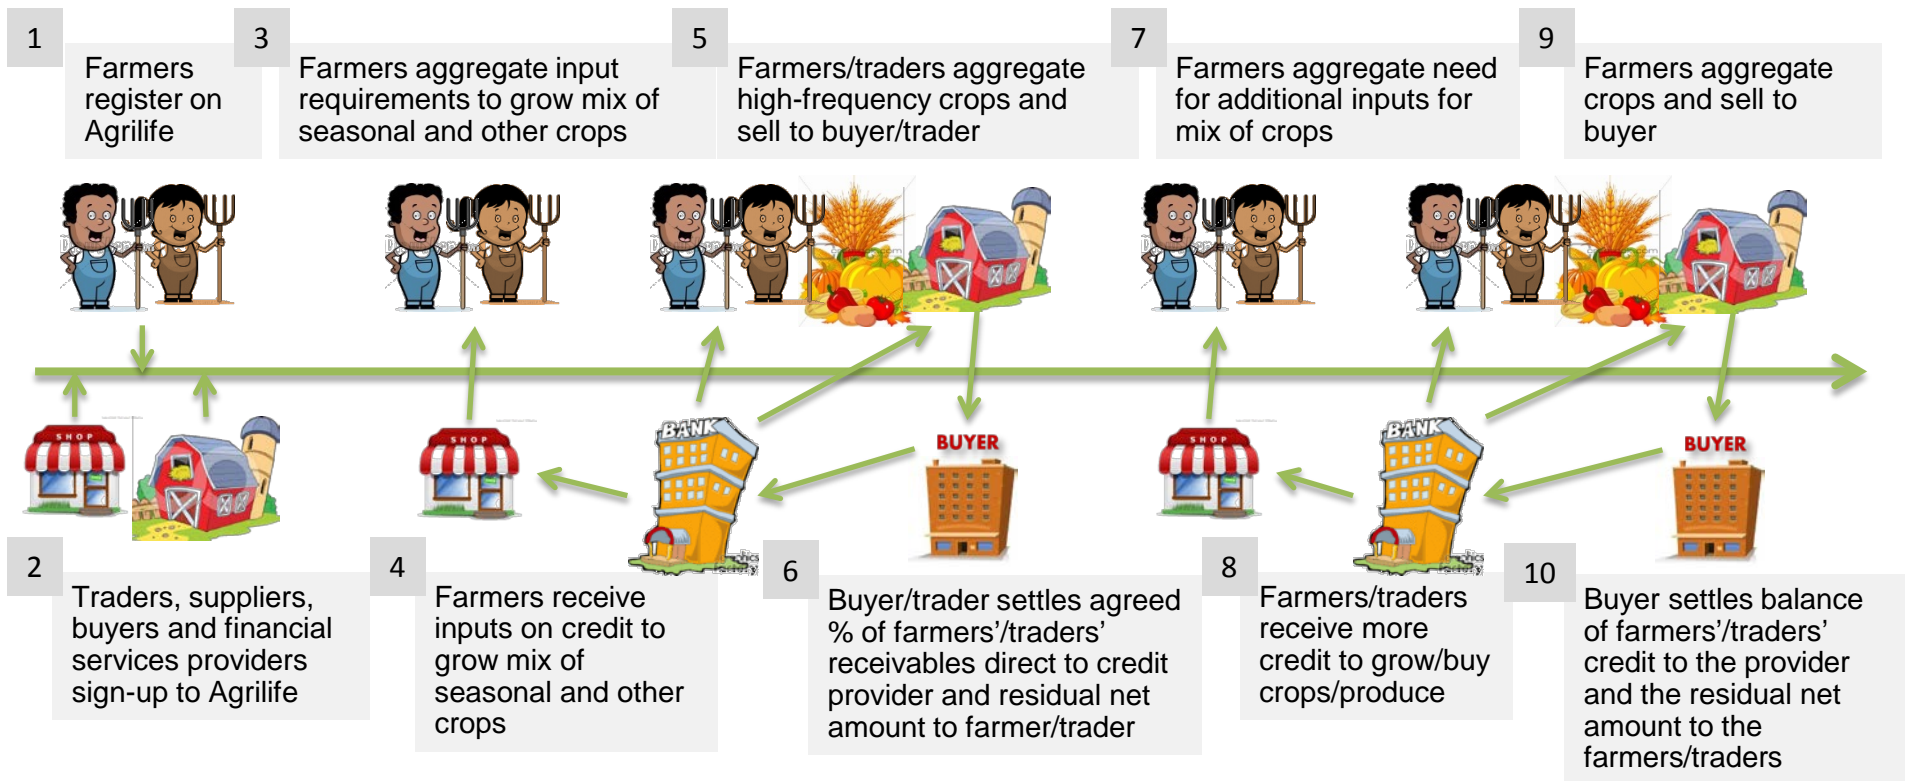 1
Farmers
register on
Agrilife
3
Farmers aggregate input
requirements to grow mix of
seasonal and other crops
5
Farmers/traders aggregate
high-frequency crops and
sell to buyer/trader
7
Farmers aggregate need
for additional inputs for
mix of crops
9
Farmers aggregate
crops and sell to
buyer
SHOP
SHOP
BANK
BUYER
SHOP
BANK
BUYER
2
Traders, suppliers,
buyers and financial
services providers
sign-up to Agrilife
4
Farmers receive
inputs on credit to
grow mix of
seasonal and other
crops
6
Buyer/trader settles agreed
% of farmers’/traders’
receivables direct to credit
provider and residual net
amount to farmer/trader
8
Farmers/traders
receive more
credit to grow/buy
crops/produce
10
Buyer settles balance
of farmers’/traders’
credit to the provider
and the residual net
amount to the
farmers/traders